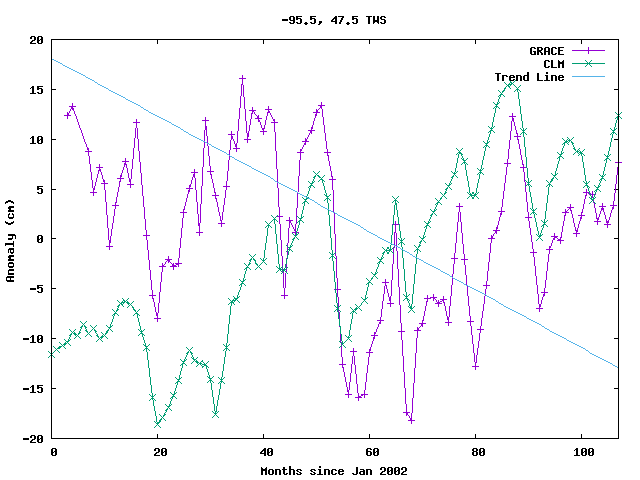 -95.5, 47.5 TWS
GRACE
CLM
Trend Line
20
15
10
5
0
-5
-10
-15
-20
Anomaly (cm)
0 20 40 60 80 100
Months since Jan 2002